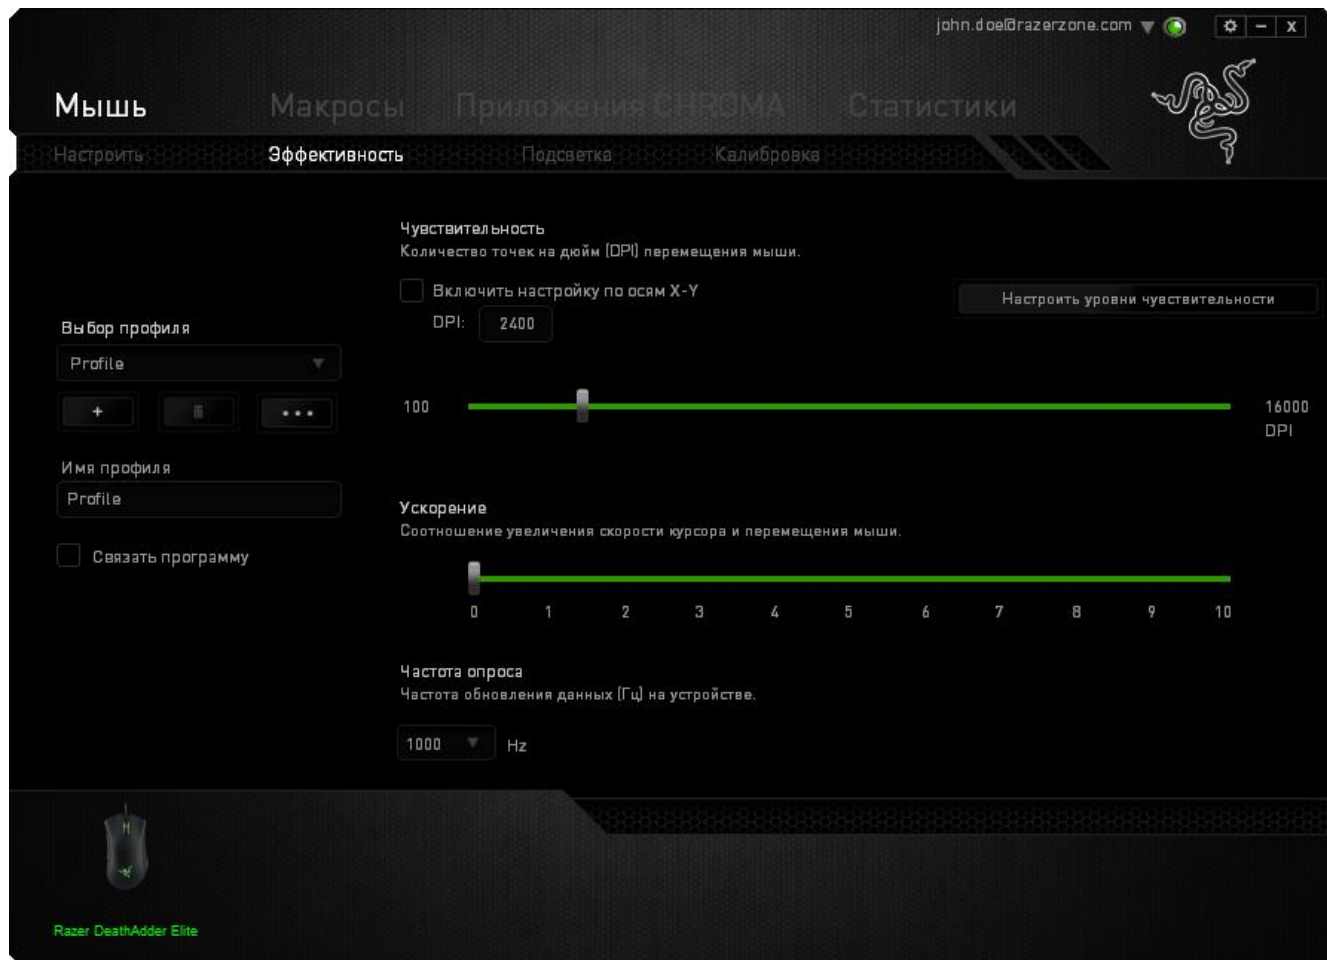 john.doe@razerzone.com
Мышь Макросы Приложения CHROMA Статистики
Настроить Эффективность Подсветка Калибровка
Чувствительность
Количество точек на дюйм (DPI) перемещения мыши.
Включить настройку по осям X-Y
DPI: 2400
Настроить уровни чувствительности
Выбор профиля
Profile
+ •••
Имя профиля
Profile
Связать программу
100 16000
DPI
Ускорение
Соотношение увеличения скорости курсора и перемещения мыши.
0 1 2 3 4 5 6 7 8 9 10
Частота опроса
Частота обновления данных (Гц) на устройстве.
1000 Hz
Razer DeathAdder Elite